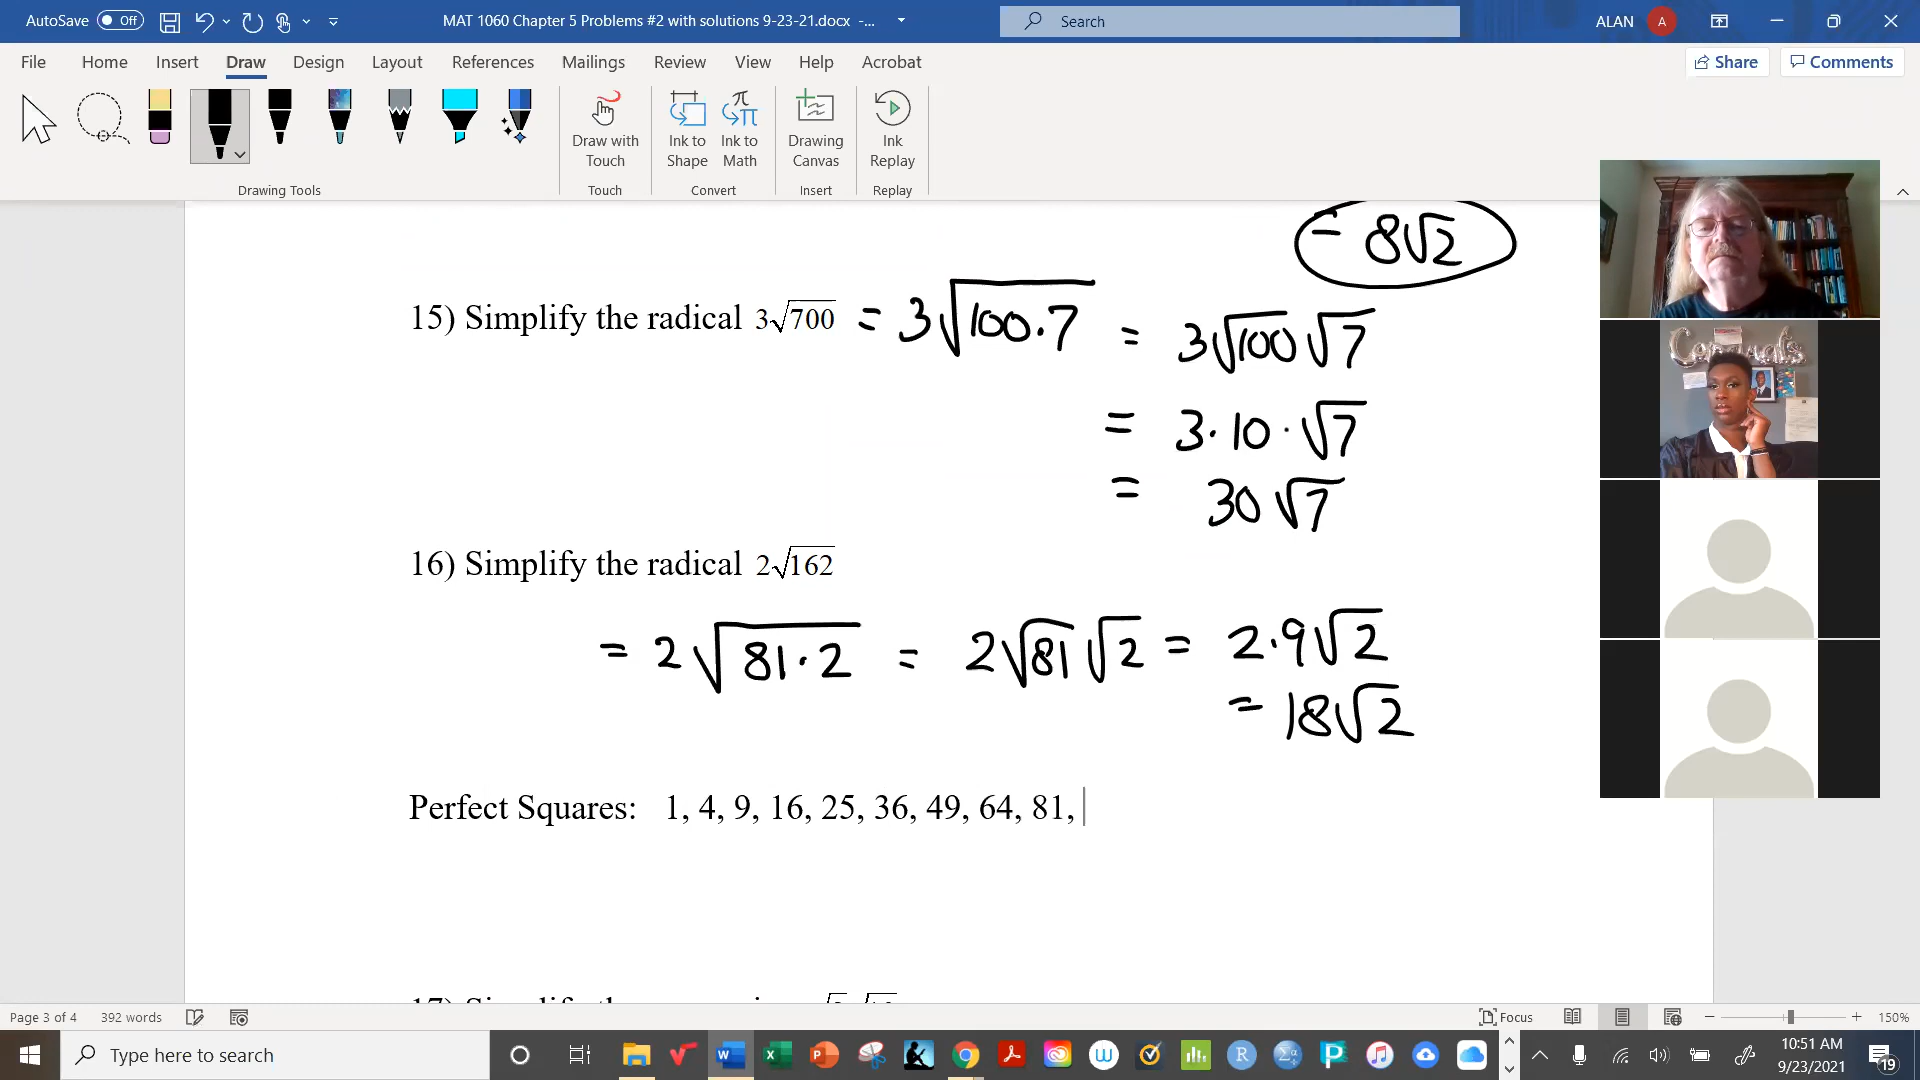 AutoSave Off MAT 1060 Chapter 5 Problems #2 with solutions 9-23-21.docx -... Search ALAN A
File Home Insert Draw Design Layout References Mailings Review View Help Acrobat Share Comments
Draw with Touch
Ink to Shape
Ink to Math
Drawing Canvas
Ink Replay
Drawing Tools Touch Convert Insert Replay
= 8√2
15) Simplify the radical 3√700 = 3√100·7 = 3√100 √7
= 3·10·√7
= 30√7
16) Simplify the radical 2√162
= 2√81·2 = 2√81 √2 = 2·9√2
= 18√2
Perfect Squares: 1, 4, 9, 16, 25, 36, 49, 64, 81,
Congrats
Page 3 of 4 392 words Focus 150%
Type here to search
10:51 AM
9/23/2021
19